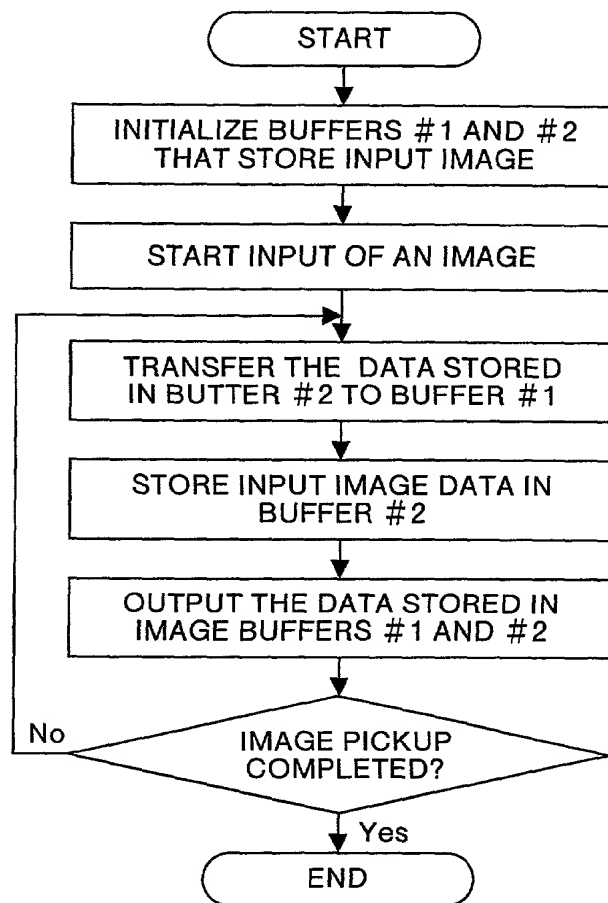 START
INITIALIZE BUFFERS #1 AND #2
THAT STORE INPUT IMAGE
START INPUT OF AN IMAGE
TRANSFER THE DATA STORED
IN BUTTER #2 TO BUFFER #1
STORE INPUT IMAGE DATA IN
BUFFER #2
OUTPUT THE DATA STORED IN
IMAGE BUFFERS #1 AND #2
No
IMAGE PICKUP
COMPLETED?
Yes
END